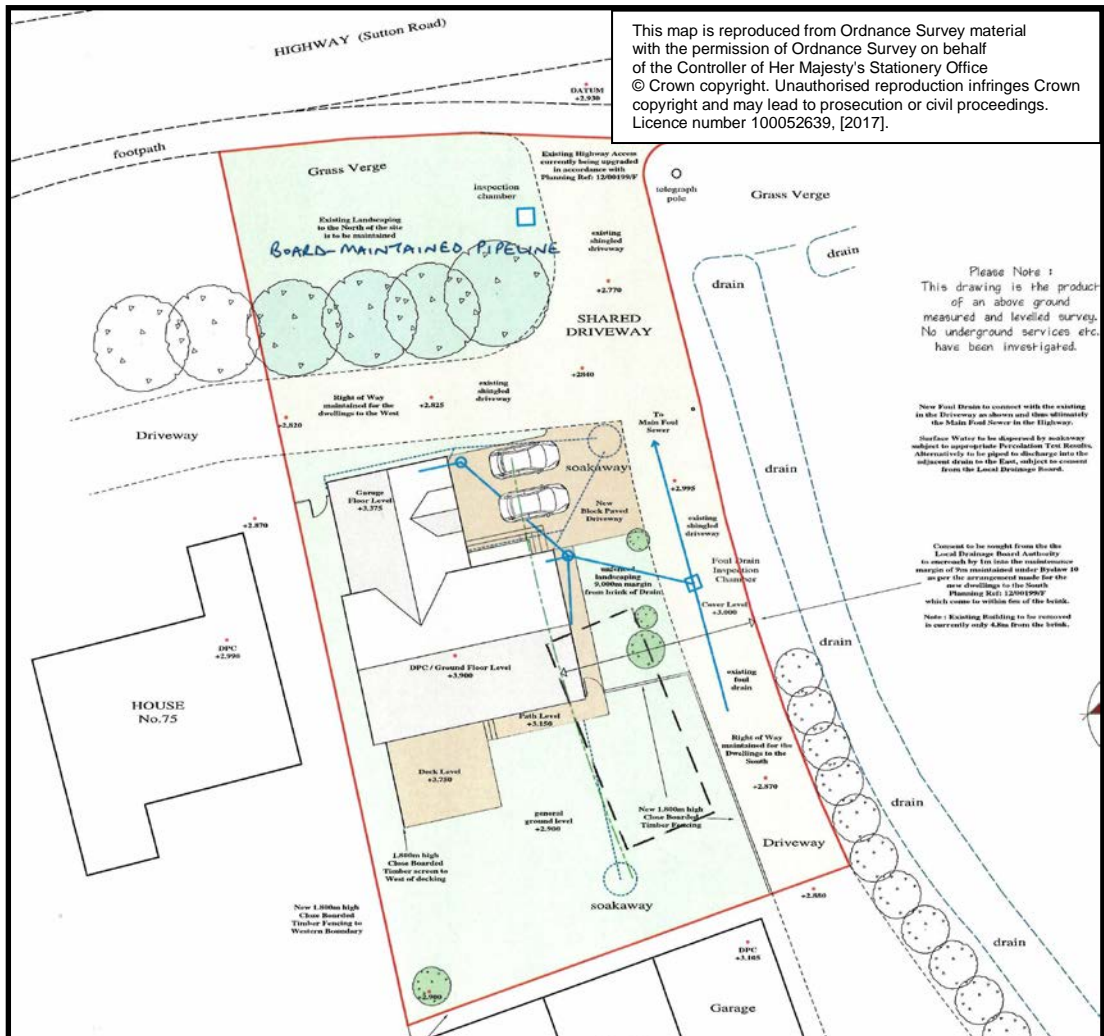 This map is reproduced from Ordnance Survey material
with the permission of Ordnance Survey on behalf
of the Controller of Her Majesty's Stationery Office
© Crown copyright. Unauthorised reproduction infringes Crown
copyright and may lead to prosecution or civil proceedings.
Licence number 100052639, [2017].
HIGHWAY (Sutton Road)
DATUM
+2.930
footpath
Grass Verge
Existing Highway Access
currently being upgraded
in accordance with
Planning Ref: 12/00199/F
telegraph
pole
Grass Verge
inspection
chamber
Existing Landscaping
to the North of the site
is to be maintained
BOARD-MAINTAINED PIPELINE
existing
shingled
driveway
drain
drain
Please Note :
This drawing is the product
of an above ground
measured and levelled survey.
No underground services etc.
have been investigated.
+2.770
SHARED
DRIVEWAY
+2840
existing
shingled
driveway
Right of Way
maintained for the
dwellings to the West
+2.825
+2.820
Driveway
To
Main Foul
Sewer
New Foul Drain to connect with the existing
in the Driveway as shown and thus ultimately
the Main Foul Sewer in the Highway.
Surface Water to be dispersed by soakaway
subject to appropriate Percolation Test Results.
Alternatively to be piped to discharge into the
adjacent drain to the East, subject to consent
from the Local Drainage Board.
drain
soakaway
Garage
Floor Level
+3.375
+2.995
New
Block Paved
Driveway
existing
shingled
driveway
+2.870
drain
Consent to be sought from the the
Local Drainage Board Authority
to encroach by 1m into the maintenance
margin of 9m maintained under Byelaw 10
as per the arrangement made for the
new dwellings to the South
Planning Ref: 12/00199/F
which come to within 6m of the brink.
Note : Existing Building to be removed
is currently only 4.8m from the brink.
Foul Drain
Inspection
Chamber
landscaping
9.000m margin
from brink of Drain
Cover Level
+3.000
DPC
+2.990
drain
DPC / Ground Floor Level
+3.900
existing
foul
drain
HOUSE
No.75
Path Level
+3.150
Right of Way
maintained for the
Dwellings to the
South
+2.870
Deck Level
+3.750
drain
general
ground level
+2.900
New 1.800m high
Close Boarded
Timber Fencing
Driveway
1.800m high
Close Boarded
Timber screen to
West of decking
+2.880
soakaway
New 1.800m high
Close Boarded
Timber Fencing to
Western Boundary
drain
DPC
+3.105
+2.900
Garage